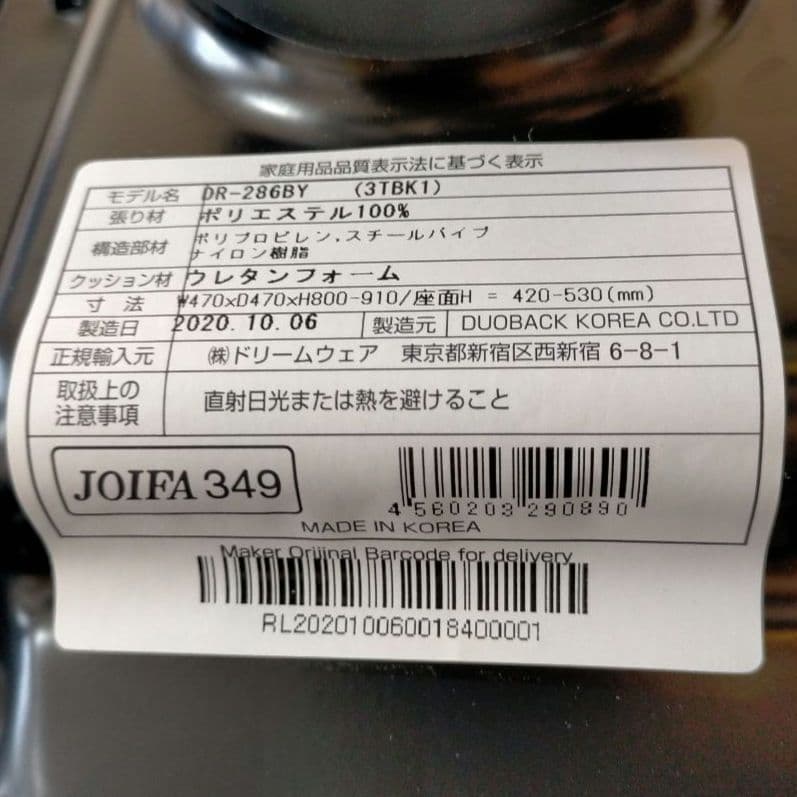 家庭用品品質表示法に基づく表示
モデル名 DR-286BY (3TBK1)
張り材 ポリエステル100%
構造部材 ポリプロピレン,スチールパイプ
ナイロン樹脂
クッション材 ウレタンフォーム
寸 法 W470xD470xH800-910/座面H = 420-530(mm)
製造日 2020.10.06 製造元 DUOBACK KOREA CO.LTD
正規輸入元 ㈱ドリームウェア 東京都新宿区西新宿 6-8-1
取扱上の
注意事項 直射日光または熱を避けること
JOIFA 349
4 560203 290890
MADE IN KOREA
Maker Orijinal Barcode for delivery
RL20201006001840001